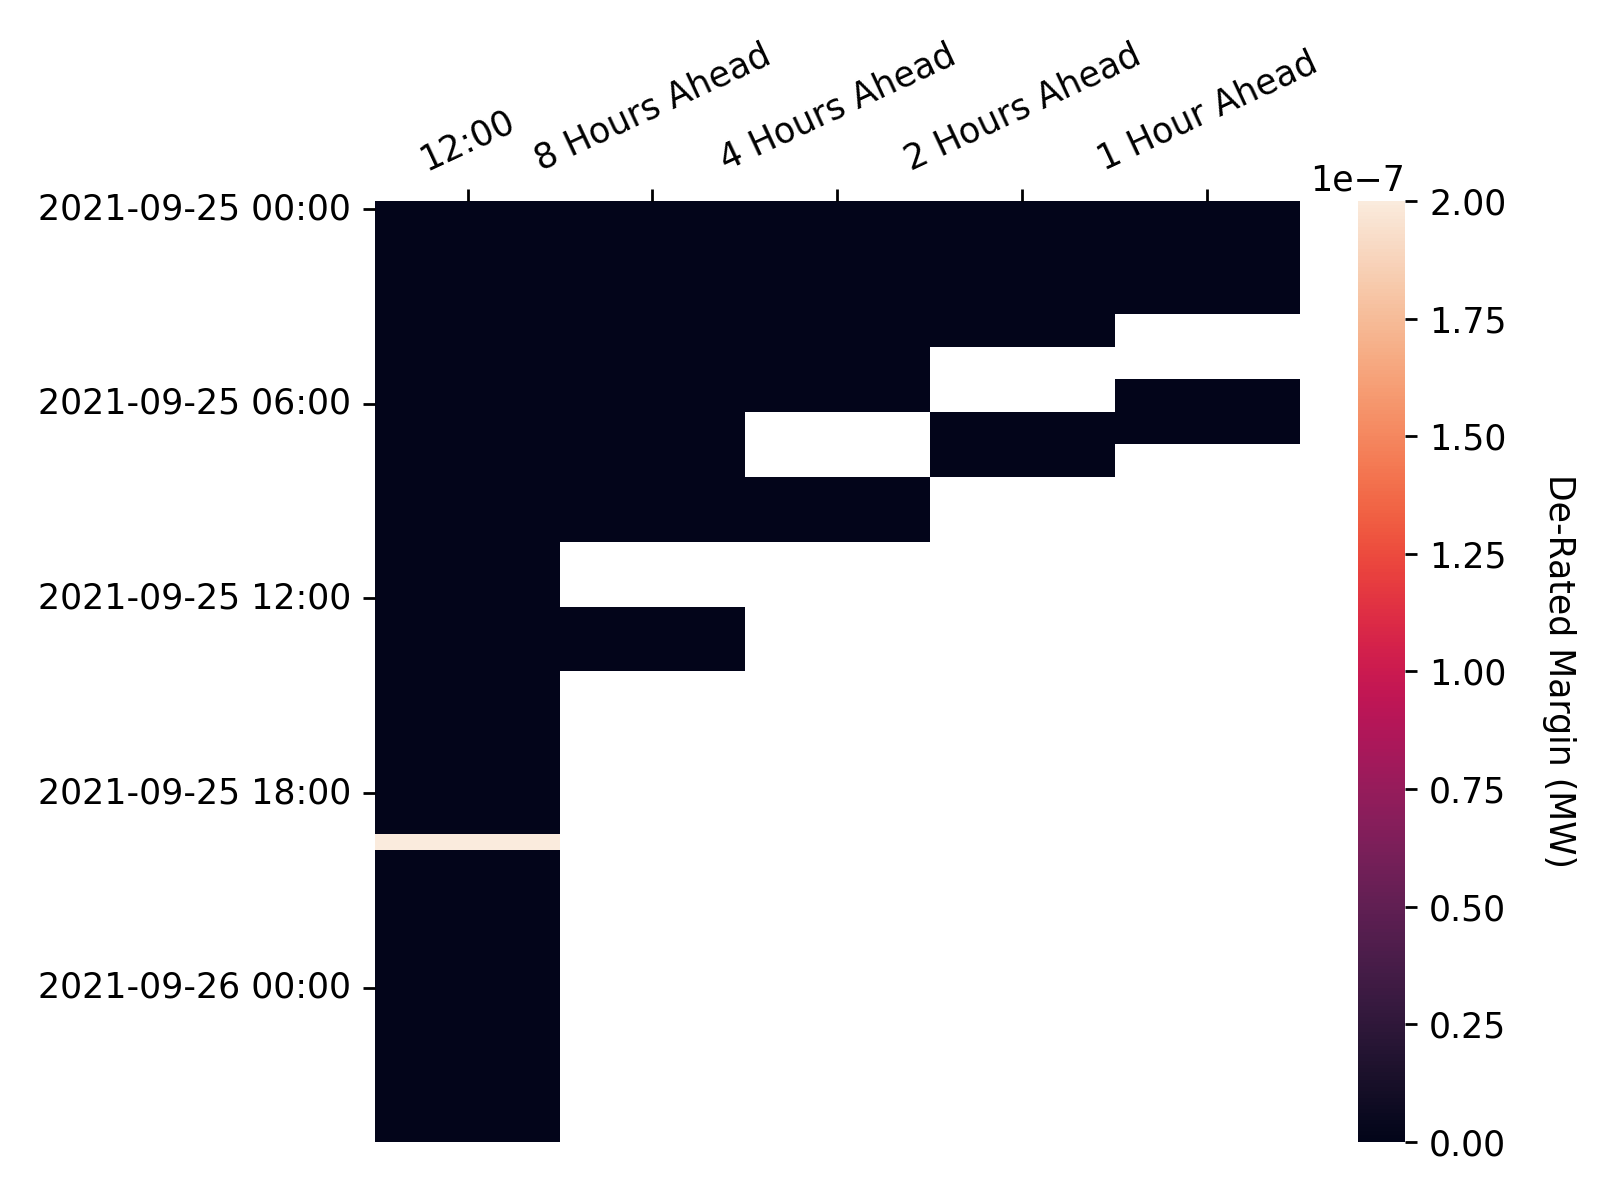 12:00
8 Hours Ahead
4 Hours Ahead
2 Hours Ahead
1 Hour Ahead
2021-09-25 00:00
2021-09-25 06:00
2021-09-25 12:00
2021-09-25 18:00
2021-09-26 00:00
1e−7
2.00
1.75
1.50
1.25
1.00
0.75
0.50
0.25
0.00
De-Rated Margin (MW)